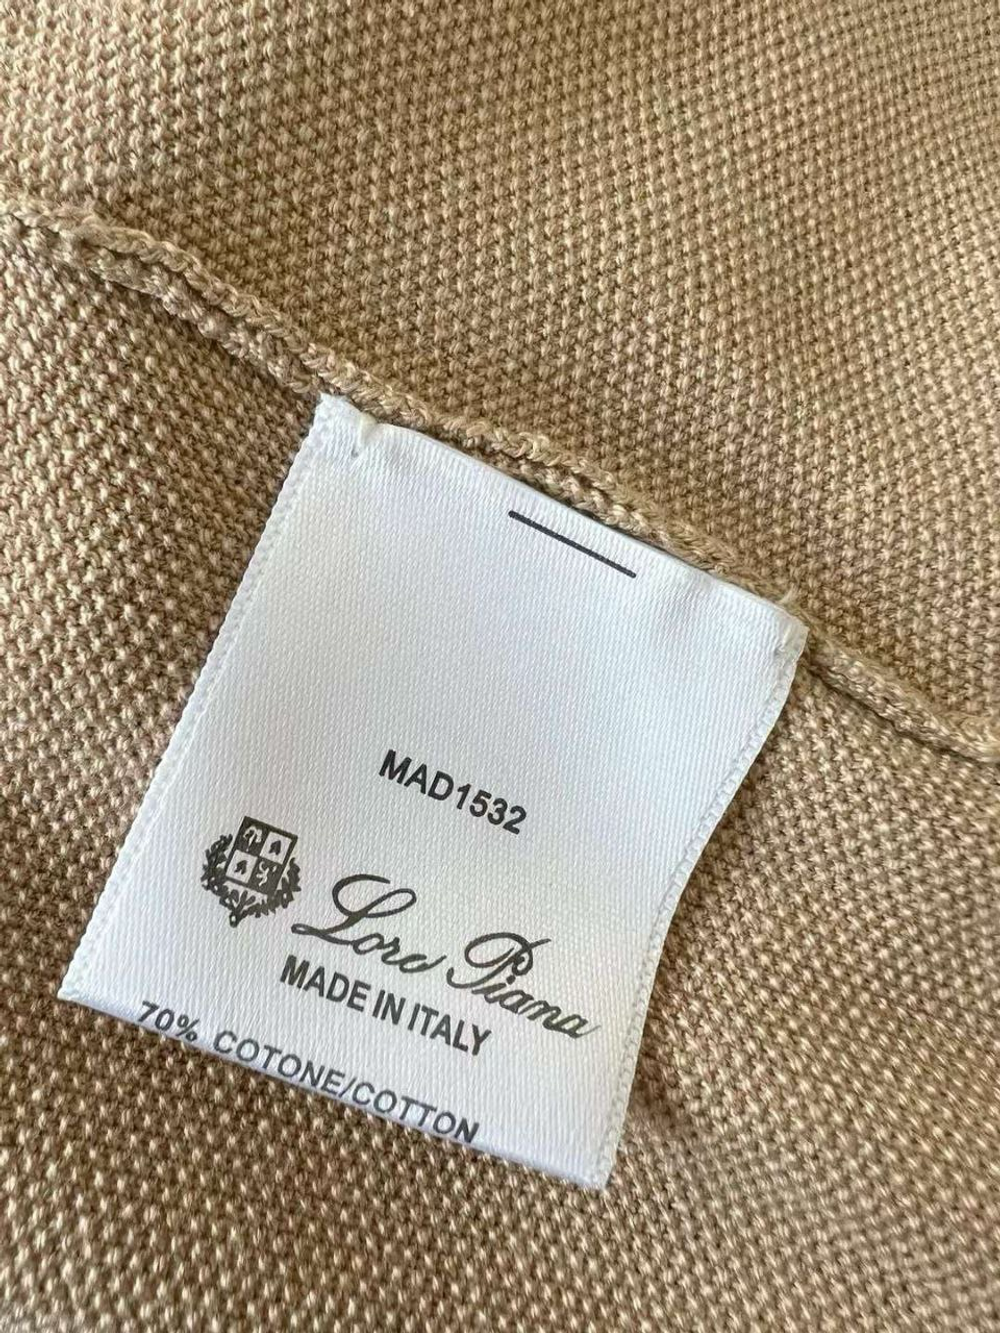 MAD1532
Loro Piana
MADE IN ITALY
70% COTONE/COTTON